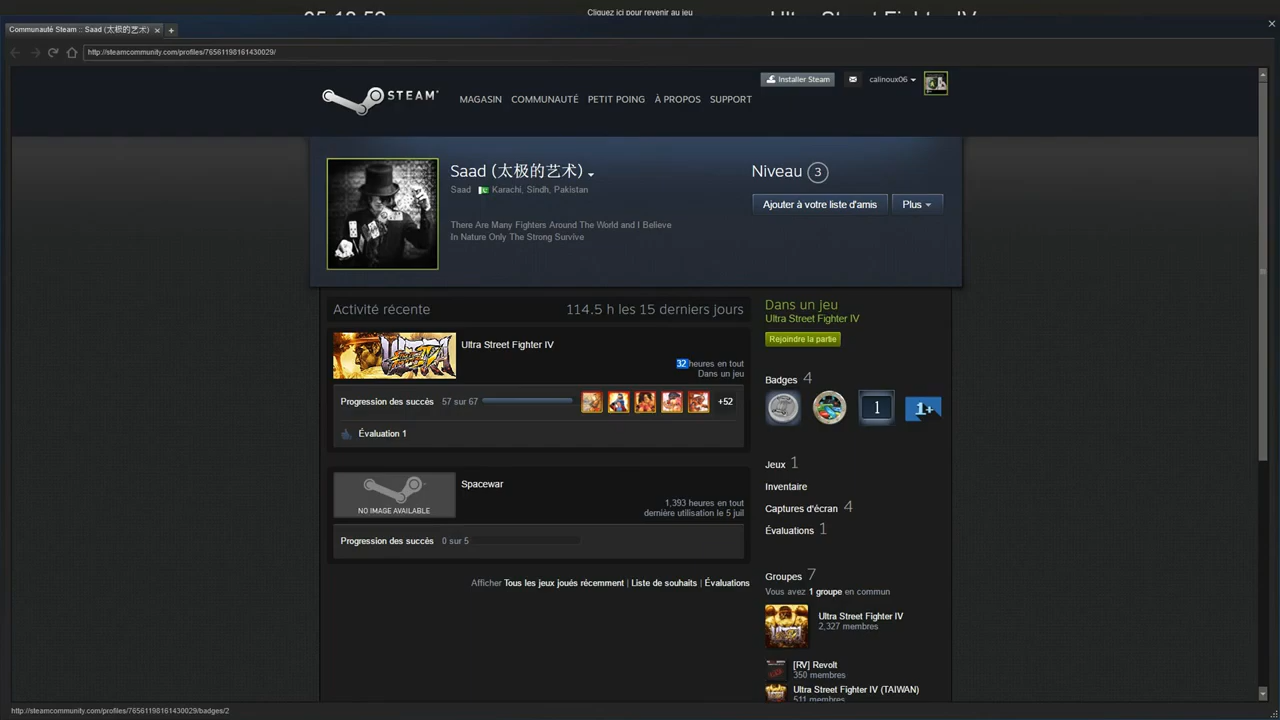 Cliquez ici pour revenir au jeu
Communauté Steam :: Saad (太极的艺术)
http://steamcommunity.com/profiles/76561198161430029/
Installer Steam
calinoux06
STEAM
MAGASIN COMMUNAUTÉ PETIT POING À PROPOS SUPPORT
Saad (太极的艺术)
Saad Karachi, Sindh, Pakistan
There Are Many Fighters Around The World and I Believe
In Nature Only The Strong Survive
Niveau 3
Ajouter à votre liste d'amis
Plus
Activité récente
114.5 h les 15 derniers jours
ULTRA
Ultra Street Fighter IV
32 heures en tout
Dans un jeu
Progression des succès 57 sur 67
+52
Évaluation 1
NO IMAGE AVAILABLE
Spacewar
1,393 heures en tout
dernière utilisation le 5 juil
Progression des succès 0 sur 5
Afficher Tous les jeux joués récemment | Liste de souhaits | Évaluations
Dans un jeu
Ultra Street Fighter IV
Rejoindre la partie
Badges 4
1
1+
Jeux 1
Inventaire
Captures d'écran 4
Évaluations 1
Groupes 7
Vous avez 1 groupe en commun
Ultra Street Fighter IV
2,327 membres
[RV] Revolt
350 membres
Ultra Street Fighter IV (TAIWAN)
511 membres
http://steamcommunity.com/profiles/76561198161430029/badges/2